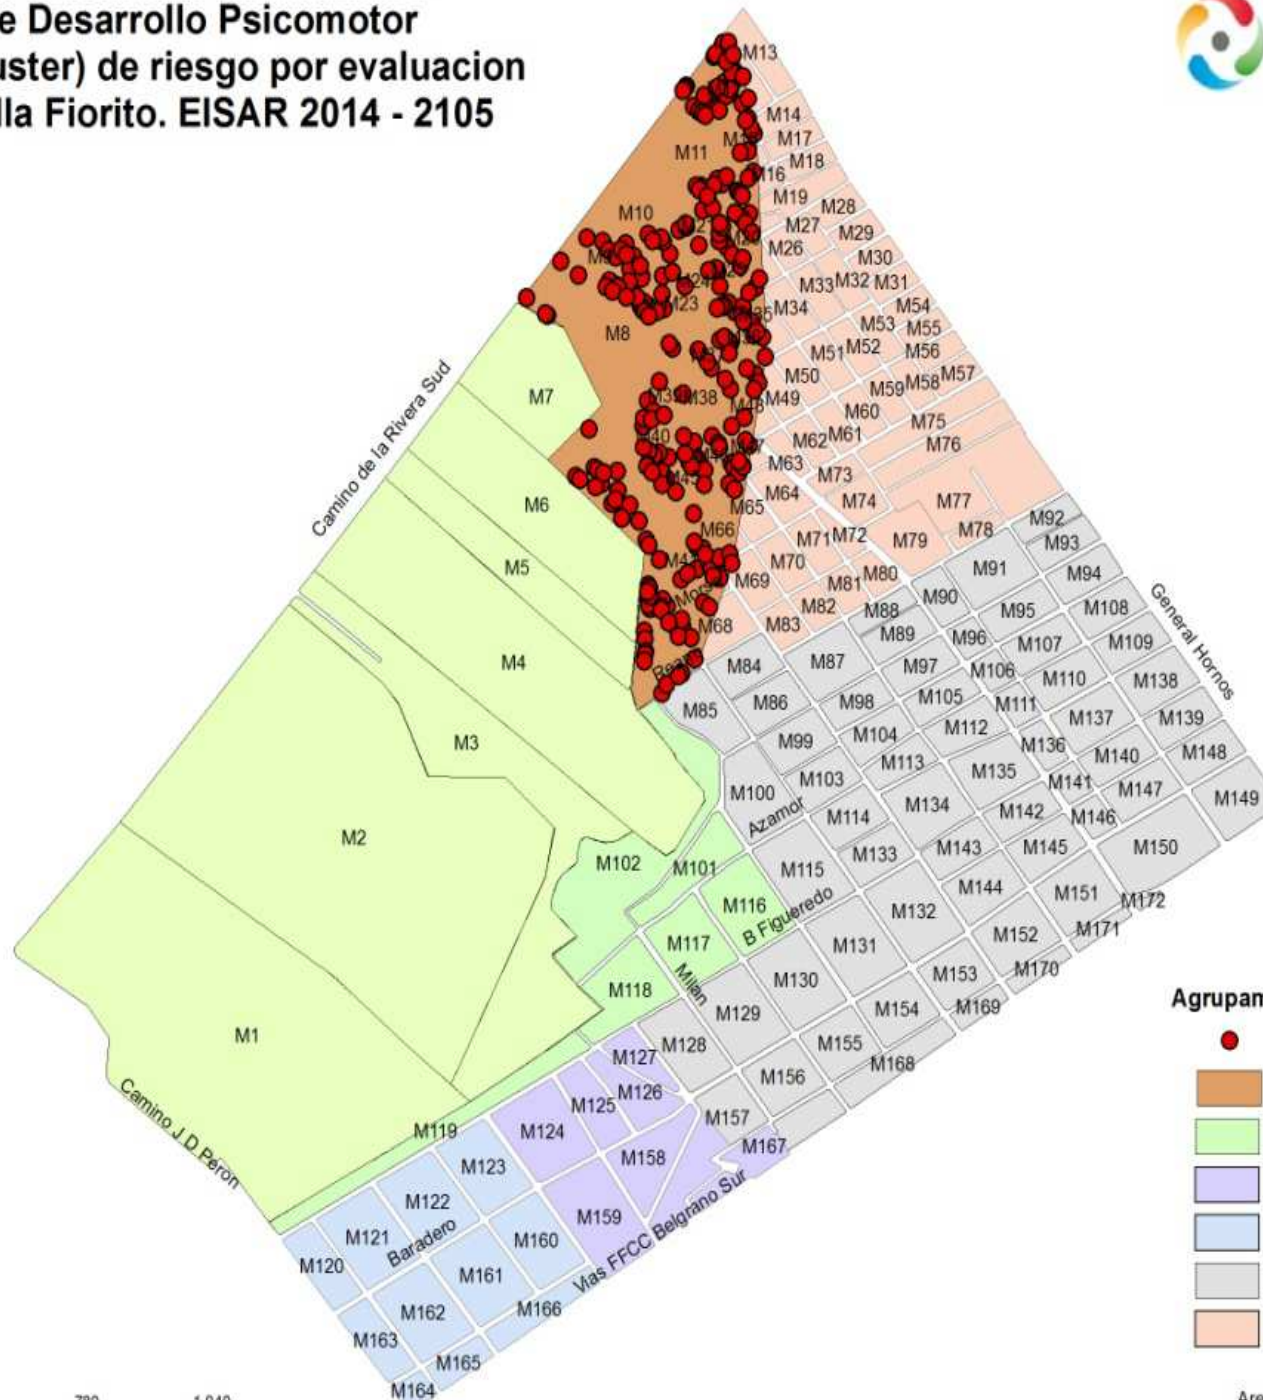 e Desarrollo Psicomotor
uster) de riesgo por evaluacion
lla Fiorito. EISAR 2014 - 2105
M13
M14
M17
M11
M18
M16
M19
M28
M10
M27
M29
M26
M30
M33
M32
M31
M23
M34
M54
M8
M53
M55
M51
M52
M56
M50
M57
M7
M59
M58
M38
M49
M48
M60
M75
M62
M61
M76
M63
M73
M64
M74
M77
M6
M65
M92
M66
M71
M72
M79
M78
M93
M5
M70
M91
M69
M81
M80
M94
M90
M82
M88
M95
M108
M68
M83
M89
M96
M107
M109
M4
M84
M87
M97
M106
M110
M138
M85
M86
M98
M105
M111
M137
M139
M3
M99
M104
M112
M136
M140
M148
M100
M103
M113
M135
M141
M147
M149
M2
M114
M134
M142
M146
M102
M101
M115
M133
M143
M145
M150
M116
M132
M144
M151
M172
M117
M131
M152
M171
M118
M130
M153
M170
M1
M129
M154
M169
M127
M128
M155
M168
M126
M156
M125
M157
M119
M124
M167
M123
M158
M122
M159
M121
M160
M120
M161
M162
M166
M163
M165
M164
Camino de la Rivera Sud
General Hornos
Azamor
B Figueredo
Milan
Camino J D Peron
Baradero
Vias FFCC Belgrano Sur
Agrupam
780
1.040
Are